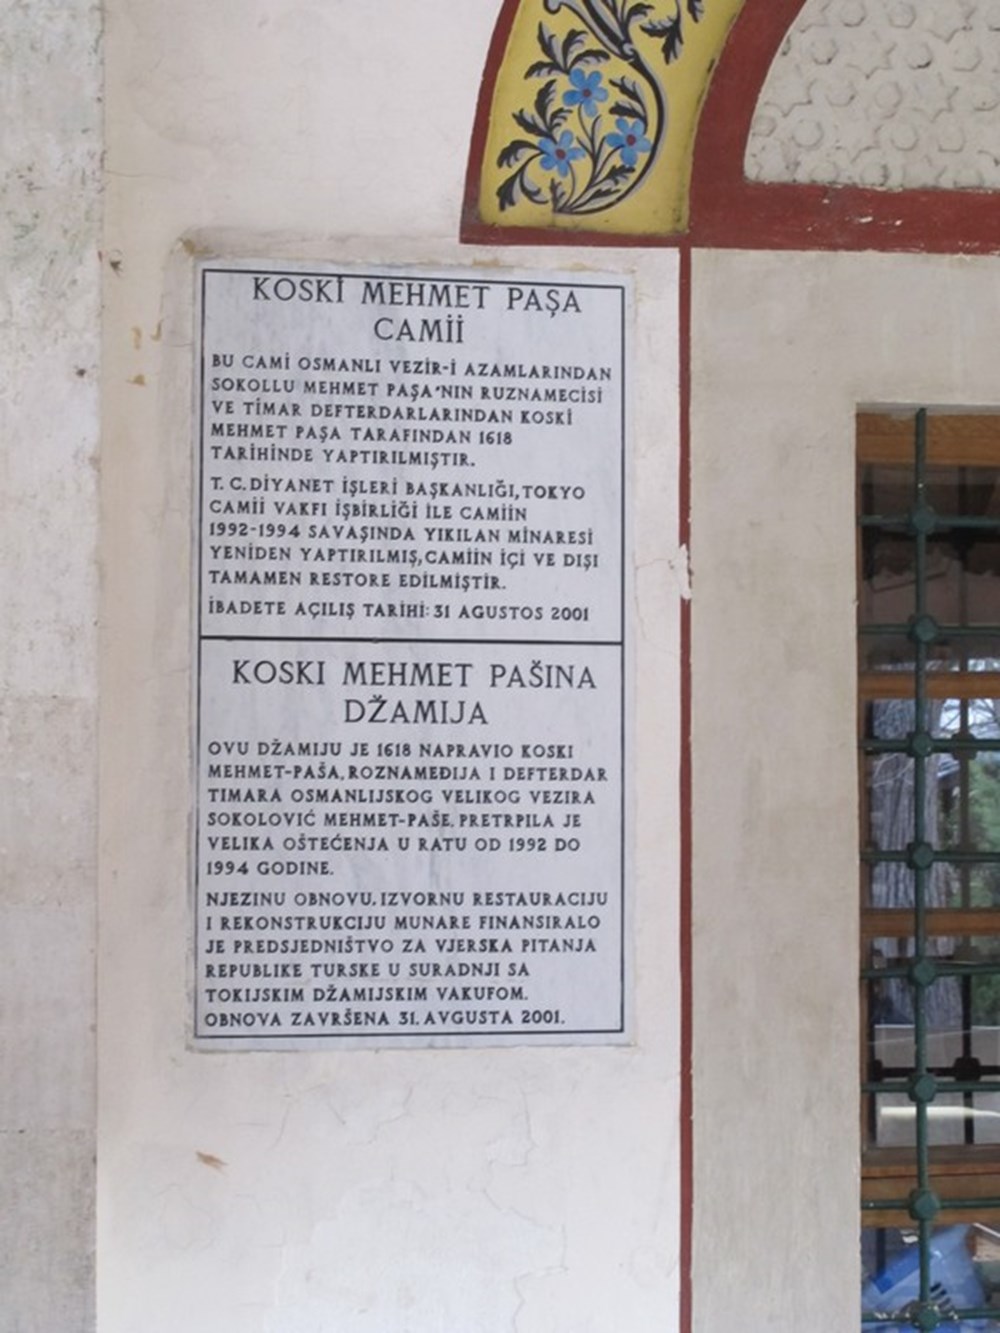 KOSKİ MEHMET PAŞA
CAMİİ
BU CAMİ OSMANLI VEZİR-İ AZAMLARINDAN
SOKOLLU MEHMET PAŞA'NIN RUZNAMECİSİ
VE TİMAR DEFTERDARLARINDAN KOSKİ
MEHMET PAŞA TARAFINDAN 1618
TARİHİNDE YAPTIRILMIŞTIR.
T.C.DİYANET İŞLERİ BAŞKANLIĞI,TOKYO
CAMİİ VAKFI İŞBİRLİĞİ İLE CAMİİN
1992-1994 SAVAŞINDA YIKILAN MİNARESİ
YENİDEN YAPTIRILMIŞ,CAMİİN İÇİ VE DIŞI
TAMAMEN RESTORE EDİLMİŞTİR.
İBADETE AÇILIŞ TARİHİ: 31 AGUSTOS 2001
KOSKI MEHMET PAŠINA
DŽAMIJA
OVU DŽAMIJU JE 1618 NAPRAVIO KOSKI
MEHMET-PAŠA, ROZNAMEĐIJA I DEFTERDAR
TIMARA OSMANLIJSKOG VELIKOG VEZIRA
SOKOLOVIĆ MEHMET-PAŠE. PRETRPILA JE
VELIKA OŠTEĆENJA U RATU OD 1992 DO
1994 GODINE.
NJEZINU OBNOVU, IZVORNU RESTAURACIJU
I REKONSTRUKCIJU MUNARE FINANSIRALO
JE PREDSJEDNIŠTVO ZA VJERSKA PITANJA
REPUBLIKE TURSKE U SURADNJI SA
TOKIJSKIM DŽAMIJSKIM VAKUFOM.
OBNOVA ZAVRŠENA 31. AVGUSTA 2001.